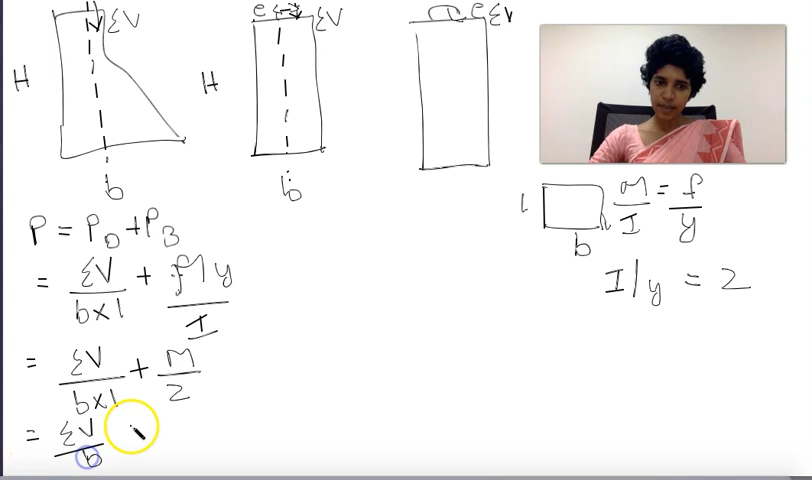 ΣV e ΣV e ΣV
H H
b b
P = P_D + P_B
= ΣV / b×1 + M y / I
= ΣV / b×1 + M / Z
= ΣV / b
1 b
M / I = f / y
I / y = Z